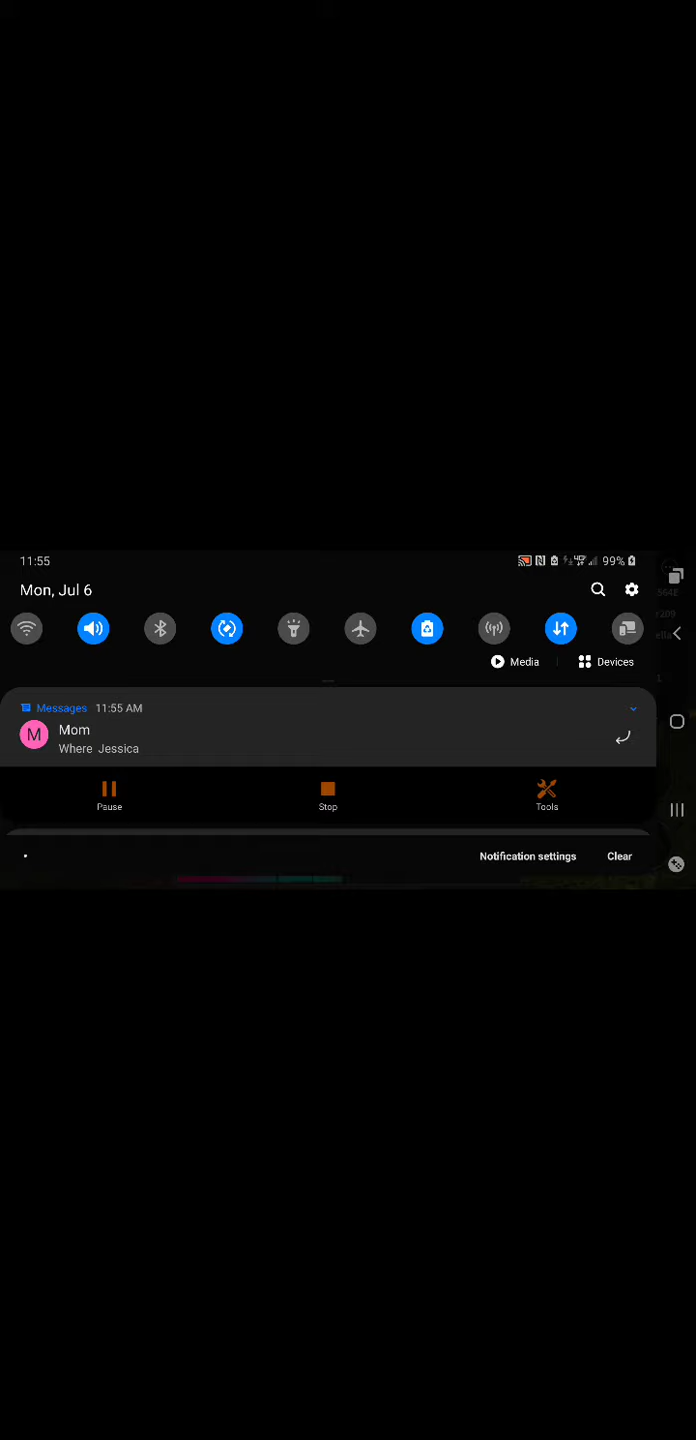 11:55
99%
Mon, Jul 6
Media
Devices
Messages 11:55 AM
M
Mom
Where Jessica
Pause
Stop
Tools
Notification settings
Clear